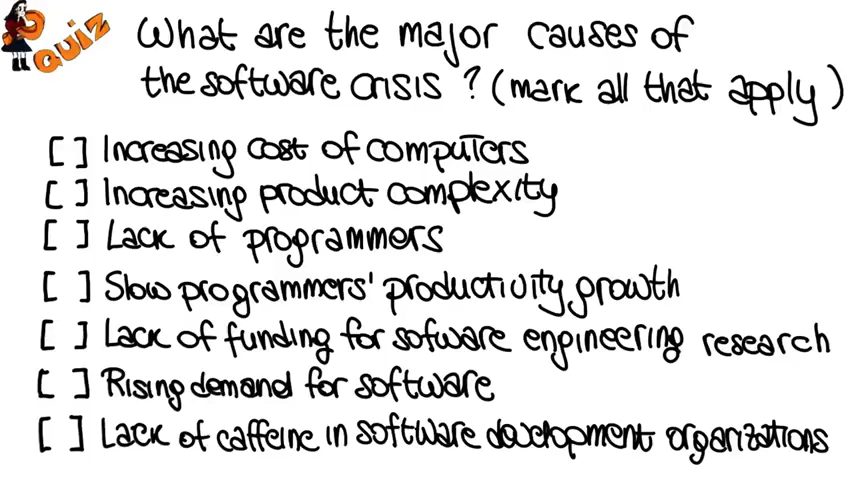 QUIZ
What are the major causes of
the software crisis? (mark all that apply)
[ ] Increasing cost of computers
[ ] Increasing product complexity
[ ] Lack of programmers
[ ] Slow programmers' productivity growth
[ ] Lack of funding for sofware engineering research
[ ] Rising demand for software
[ ] Lack of caffeine in software development organizations